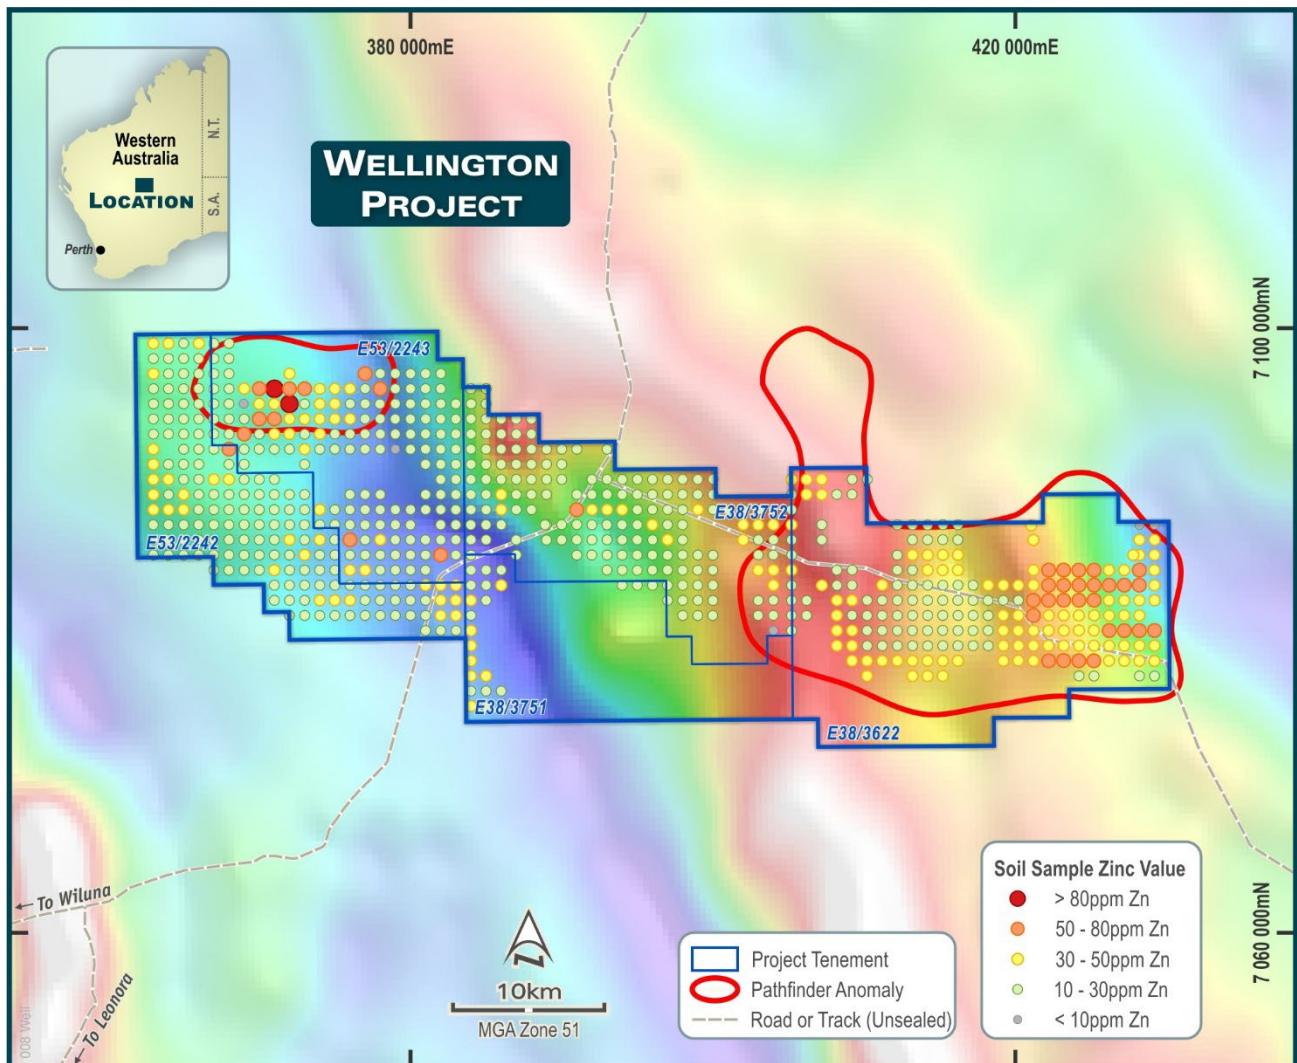 380 000mE
420 000mE
Western
Australia
N.T.
LOCATION
S.A.
Perth
WELLINGTON
PROJECT
7 100 000mN
E53/2243
E53/2242
E38/3752
E38/3751
E38/3622
To Wiluna
To Leonora
008 Well
10km
MGA Zone 51
Project Tenement
Pathfinder Anomaly
Road or Track (Unsealed)
Soil Sample Zinc Value
> 80ppm Zn
50 - 80ppm Zn
30 - 50ppm Zn
10 - 30ppm Zn
< 10ppm Zn
7 060 000mN